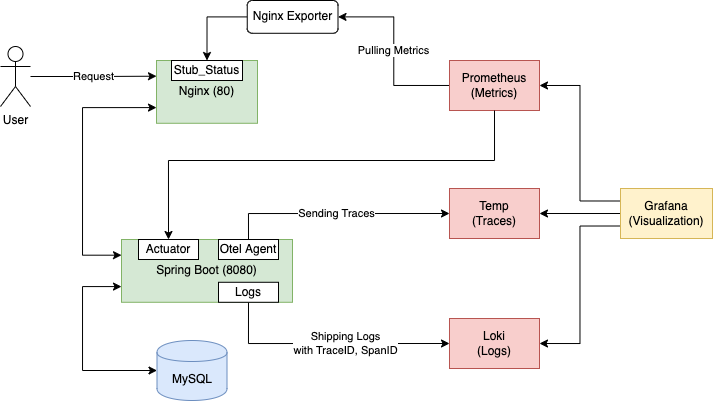 Nginx Exporter
Pulling Metrics
Stub_Status
Nginx (80)
Request
User
Prometheus
(Metrics)
Sending Traces
Temp
(Traces)
Grafana
(Visualization)
Actuator
Otel Agent
Spring Boot (8080)
Logs
Shipping Logs
with TraceID, SpanID
Loki
(Logs)
MySQL